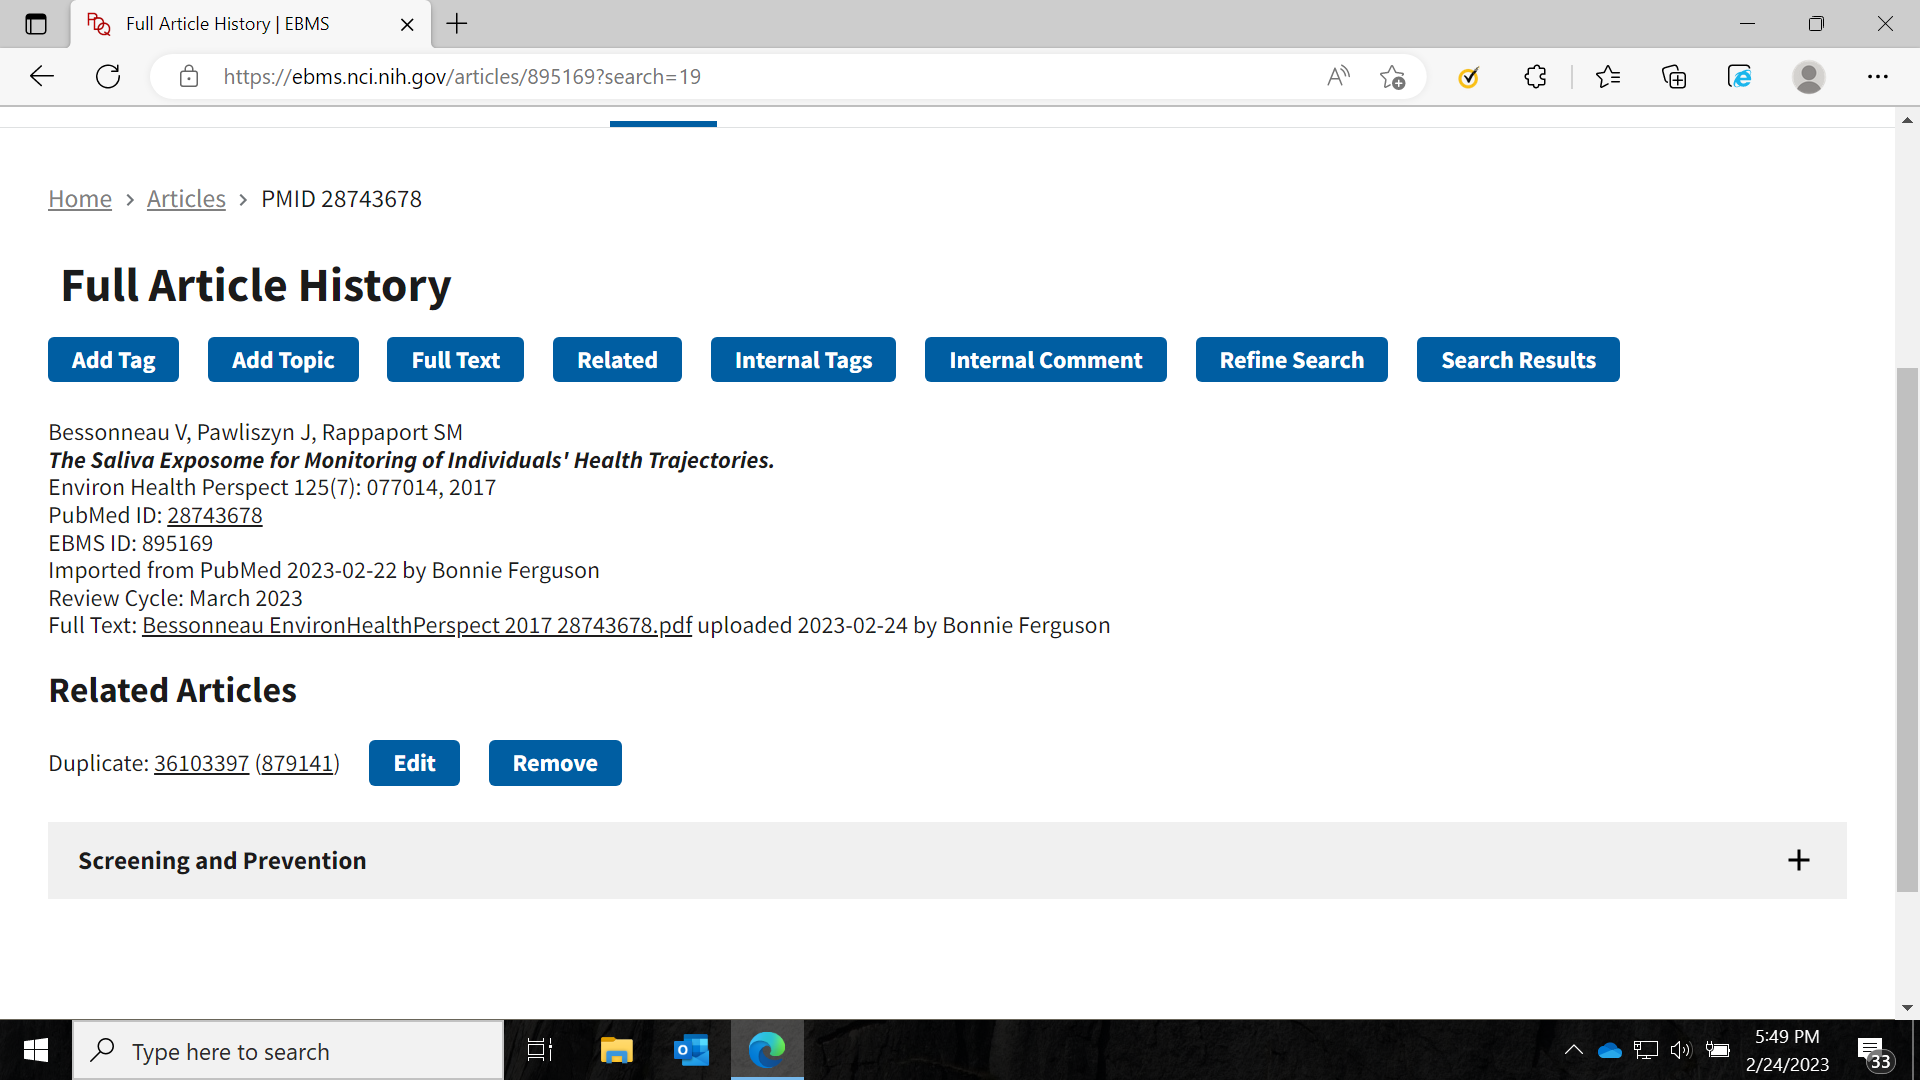 Full Article History | EBMS
https://ebms.nci.nih.gov/articles/895169?search=19
Home > Articles > PMID 28743678
Full Article History
Add Tag Add Topic Full Text Related Internal Tags Internal Comment Refine Search Search Results
Bessonneau V, Pawliszyn J, Rappaport SM
The Saliva Exposome for Monitoring of Individuals' Health Trajectories.
Environ Health Perspect 125(7): 077014, 2017
PubMed ID: 28743678
EBMS ID: 895169
Imported from PubMed 2023-02-22 by Bonnie Ferguson
Review Cycle: March 2023
Full Text: Bessonneau EnvironHealthPerspect 2017 28743678.pdf uploaded 2023-02-24 by Bonnie Ferguson
Related Articles
Duplicate: 36103397 (879141) Edit Remove
Screening and Prevention
Type here to search
5:49 PM
2/24/2023
33